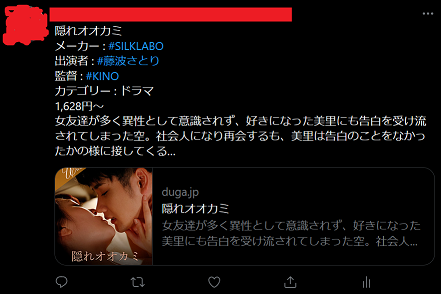 隠れオオカミ
メーカー : #SILKLABO
出演者 : #藤波さとり
監督 : #KINO
カテゴリー : ドラマ
1,628円～
女友達が多く異性として意識されず、好きになった美里にも告白を受け流
されてしまった空。社会人になり再会するも、美里は告白のことをなかっ
たかの様に接してくる...
duga.jp
隠れオオカミ
女友達が多く異性として意識されず、好きになった
美里にも告白を受け流されてしまった空。社会人...
隠れオオカミ